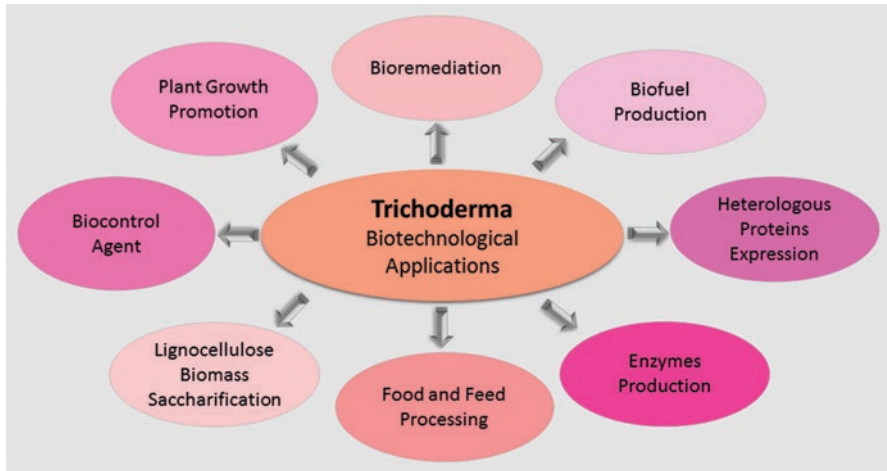 Bioremediation
Plant Growth
Promotion
Biofuel
Production
Trichoderma
Biotechnological
Applications
Biocontrol
Agent
Heterologous
Proteins
Expression
Lignocellulose
Biomass
Saccharification
Food and Feed
Processing
Enzymes
Production